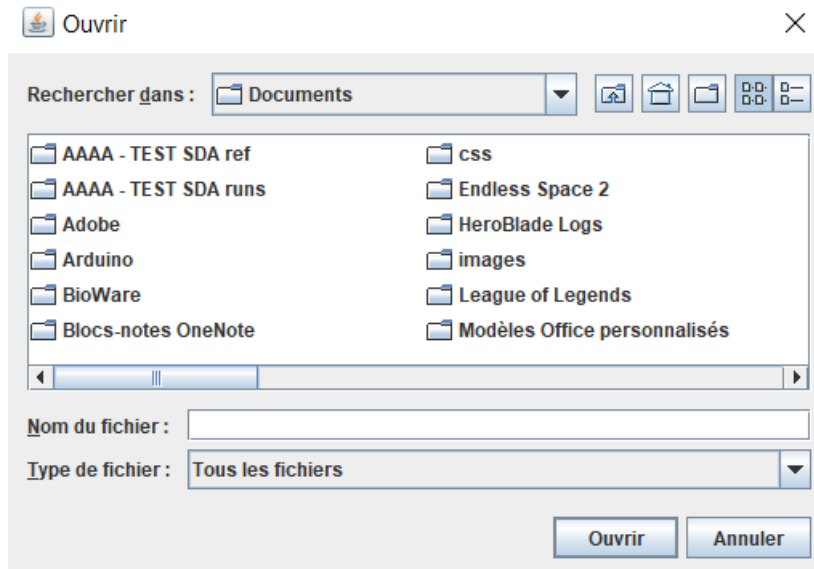 Ouvrir
Rechercher dans : Documents
AAAA - TEST SDA ref
AAAA - TEST SDA runs
Adobe
Arduino
BioWare
Blocs-notes OneNote
css
Endless Space 2
HeroBlade Logs
images
League of Legends
Modèles Office personnalisés
Nom du fichier :
Type de fichier : Tous les fichiers
Ouvrir Annuler